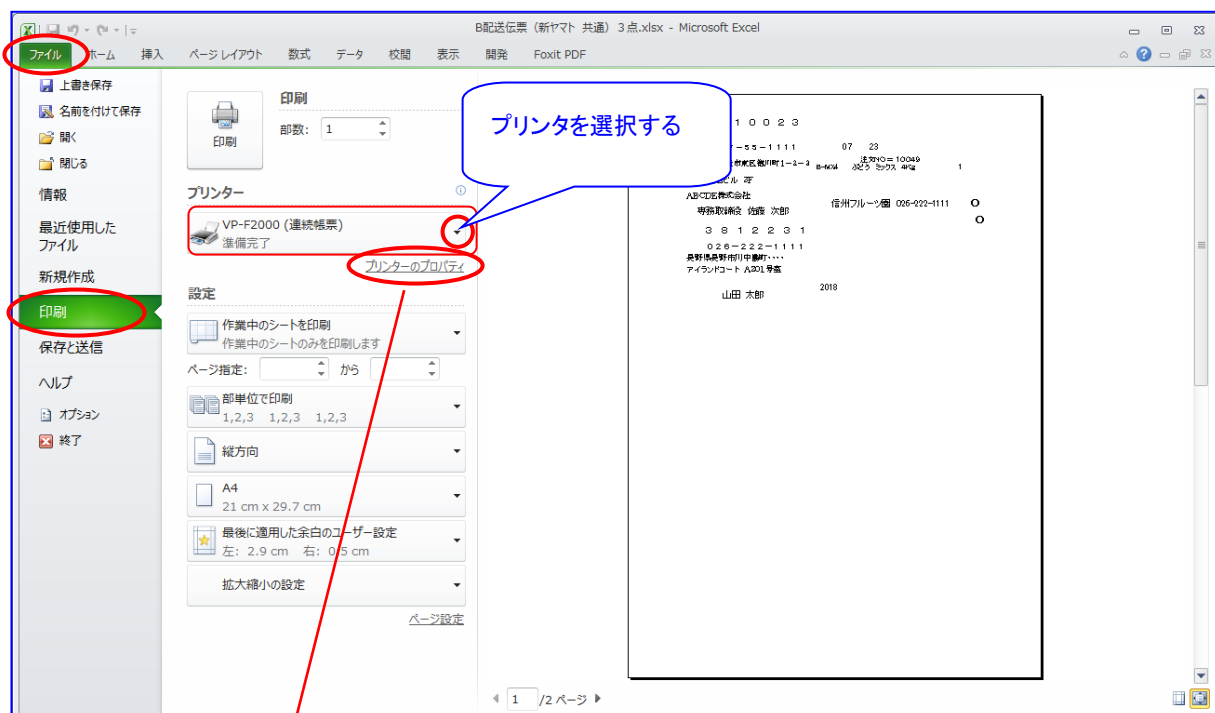 B配送伝票（新ヤマト 共通）３点.xlsx - Microsoft Excel
ファイル ホーム 挿入 ページ レイアウト 数式 データ 校閲 表示 開発 Foxit PDF
上書き保存
名前を付けて保存
開く
閉じる
情報
最近使用した
ファイル
新規作成
印刷
保存と送信
ヘルプ
オプション
終了
印刷
印刷
部数: 1
プリンター
VP-F2000 (連続帳票)
準備完了
プリンターのプロパティ
設定
作業中のシートを印刷
作業中のシートのみを印刷します
ページ指定: から
部単位で印刷
1,2,3 1,2,3 1,2,3
縦方向
A4
21 cm x 29.7 cm
最後に適用した余白のユーザー設定
左: 2.9 cm 右: 0.5 cm
拡大縮小の設定
ページ設定
プリンタを選択する
１００２３
-５５-１１１１ 07 23
注文NO＝10049
1-2-3 1
ABCDE株式会社
専務取締役 佐藤 次郎
信州フルーツ園 026-222-1111 O
O
３８１２２３１
０２６－２２２－１１１１
長野県長野市川中島町・・・・
アイランドコート A201号室
山田 太郎 2018
1 /2 ページ